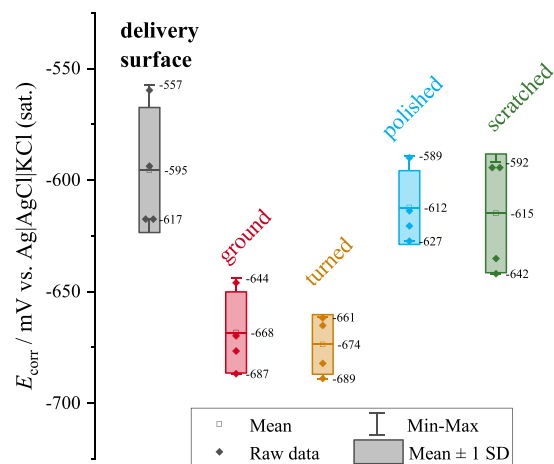 delivery
surface
-550
-600
-650
-700
E_corr / mV vs. Ag|AgCl||KCl (sat.)
-557
-595
-617
ground
-644
-668
-687
turned
-661
-674
-689
polished
-589
-612
-627
scratched
-592
-615
-642
Mean
Min-Max
Raw data
Mean ± 1 SD